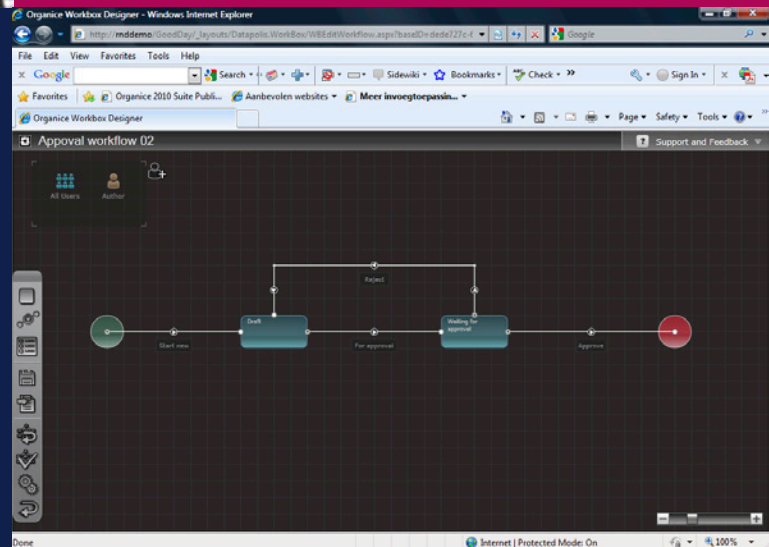 Organice Workbox Designer - Windows Internet Explorer
http://rnddemo/GoodDay/_layouts/Datapolis.WorkBox/WBEditWorkflow.aspx?baseID=dede727c-f
Google
File Edit View Favorites Tools Help
x Google Search Sidewiki Bookmarks Check » Sign In x
Favorites Organice 2010 Suite Publi... Aanbevolen websites Meer invoegtoepassin...
Organice Workbox Designer Page Safety Tools »
Appoval workflow 02 ? Support and Feedback
All Users Author
Reject
Draft Waiting for
approval
Start new For approval Approve
Done Internet | Protected Mode: On 100%